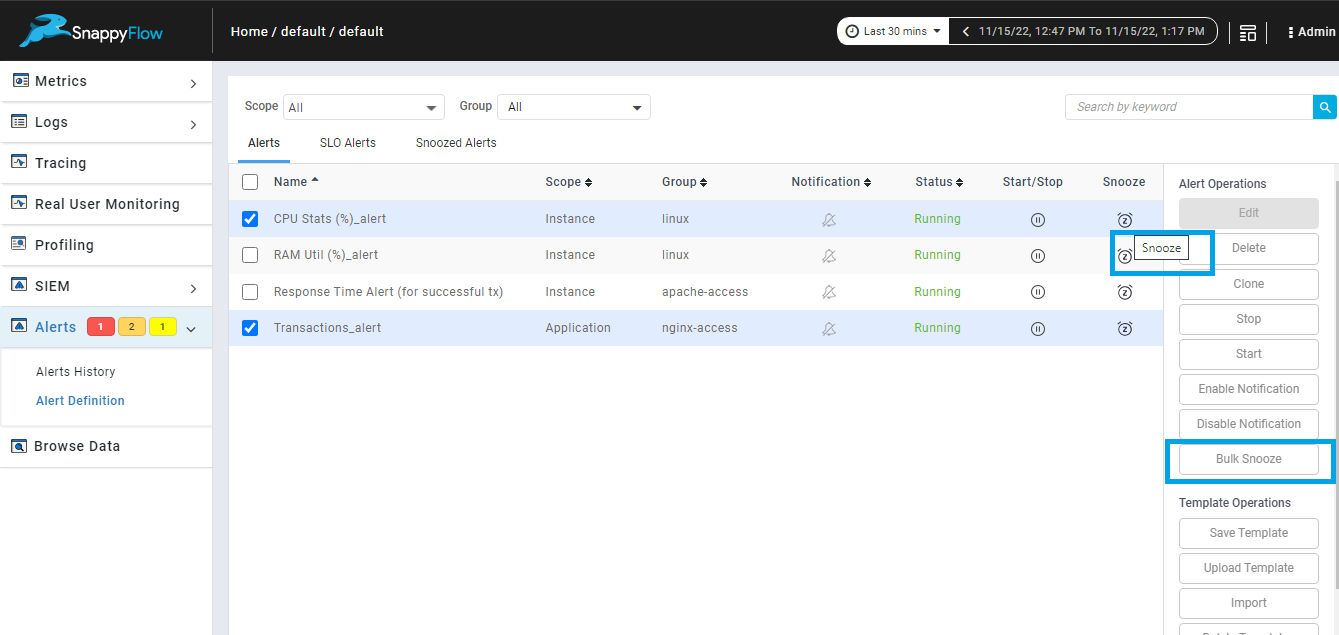 SnappyFlow
Home / default / default
Last 30 mins
11/15/22, 12:47 PM To 11/15/22, 1:17 PM
Admin
Metrics
Logs
Tracing
Real User Monitoring
Profiling
SIEM
Alerts 1 2 1
Alerts History
Alert Definition
Browse Data
Scope All Group All
Search by keyword
Alerts SLO Alerts Snoozed Alerts
Name Scope Group Notification Status Start/Stop Snooze
CPU Stats (%)_alert Instance linux Running
RAM Util (%)_alert Instance linux Running
Snooze
Response Time Alert (for successful tx) Instance apache-access Running
Transactions_alert Application nginx-access Running
Alert Operations
Edit
Delete
Clone
Stop
Start
Enable Notification
Disable Notification
Bulk Snooze
Template Operations
Save Template
Upload Template
Import